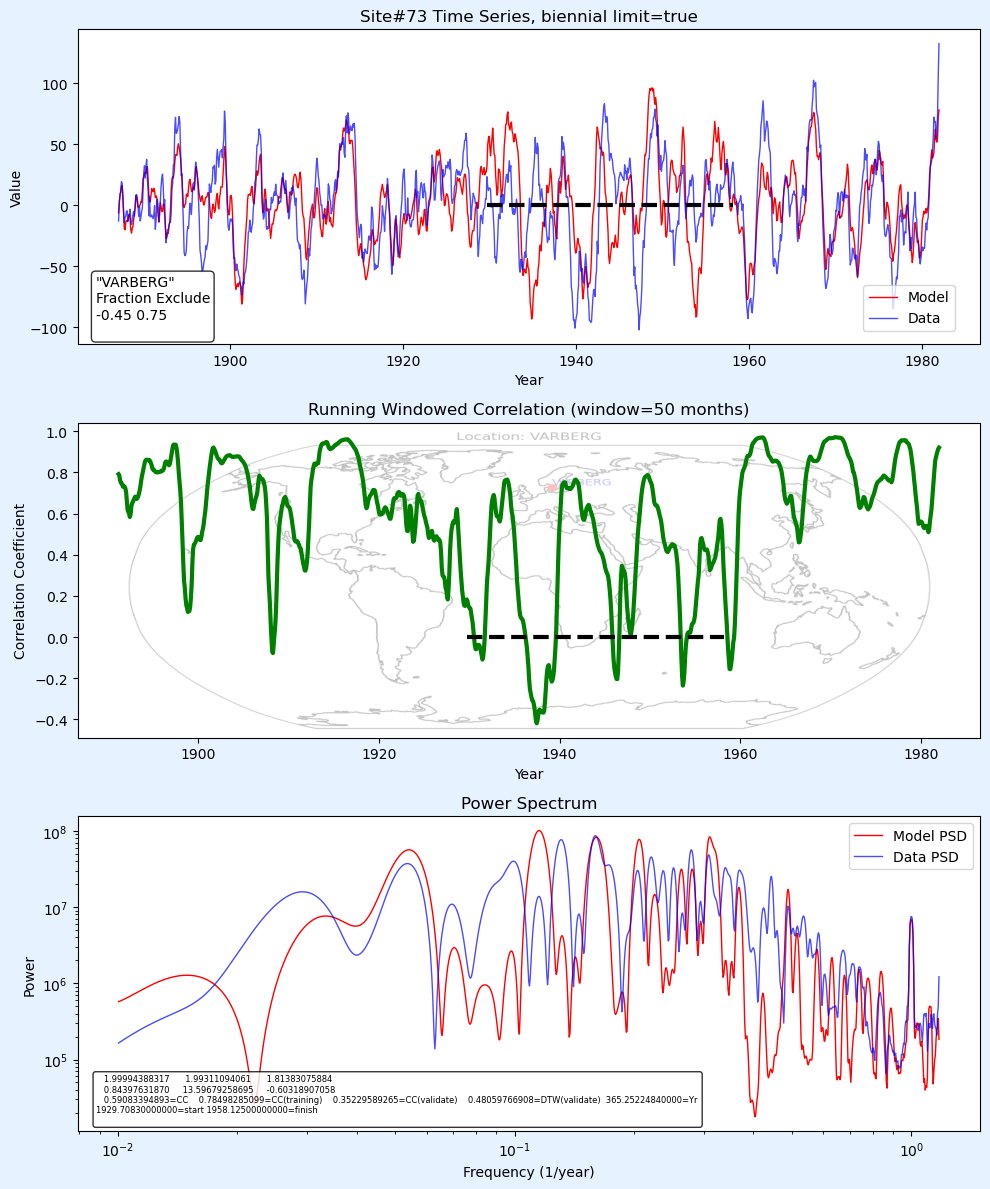 Site#73 Time Series, biennial limit=true
Value
100
50
0
−50
−100
"VARBERG"
Fraction Exclude
-0.45 0.75
Model
Data
1900
1920
1940
1960
1980
Year
Running Windowed Correlation (window=50 months)
Correlation Coefficient
1.0
0.8
0.6
0.4
0.2
0.0
−0.2
−0.4
Location: VARBERG
VARBERG
1900
1920
1940
1960
1980
Year
Power Spectrum
Power
10^8
10^7
10^6
10^5
Model PSD
Data PSD
1.99994388317 1.99311094061 1.81383075884
0.84397631870 13.59679258695 -0.60318907058
0.59083394893=CC 0.78498285099=CC(training) 0.35229589265=CC(validate) 0.48059766908=DTW(validate) 365.25224840000=Yr
1929.70830000000=start 1958.12500000000=finish
10^−2
10^−1
10^0
Frequency (1/year)